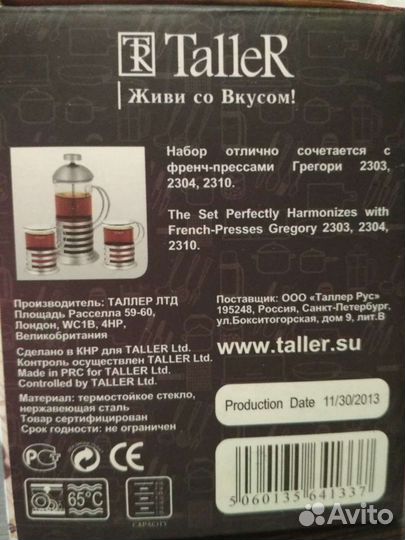 TR TalleR
Живи со Вкусом!
Набор отлично сочетается с
френч-прессами Грегори 2303,
2304, 2310.
The Set Perfectly Harmonizes with
French-Presses Gregory 2303, 2304,
2310.
Производитель: ТАЛЛЕР ЛТД
Площадь Расселла 59-60,
Лондон, WC1B, 4HP,
Великобритания
Поставщик: ООО «Таллер Рус»
195248, Россия, Санкт-Петербург,
ул.Бокситогорская, дом 9, лит.В
www.taller.su
Сделано в КНР для TALLER Ltd.
Контроль осуществлен TALLER Ltd.
Made in PRC for TALLER Ltd.
Controlled by TALLER Ltd.
Материал: термостойкое стекло,
нержавеющая сталь
Товар сертифицирован
Срок годности: не ограничен
Production Date 11/30/2013
CE
65°C
CAPACITY
5 060135 641337
Avito